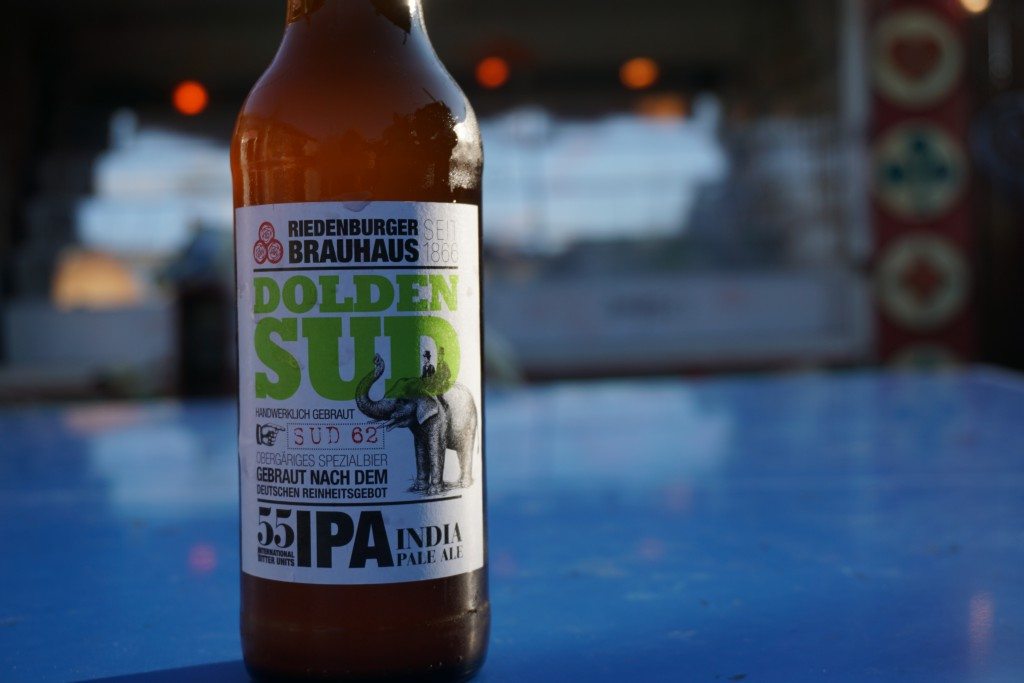 RIEDENBURGER
BRAUHAUS
SEIT
1866
DOLDEN
SUD
HANDWERKLICH GEBRAUT
SUD 62
OBERGÄRIGES SPEZIALBIER
GEBRAUT NACH DEM
DEUTSCHEN REINHEITSGEBOT
55
INTERNATIONAL
BITTER UNITS
IPA
INDIA
PALE ALE